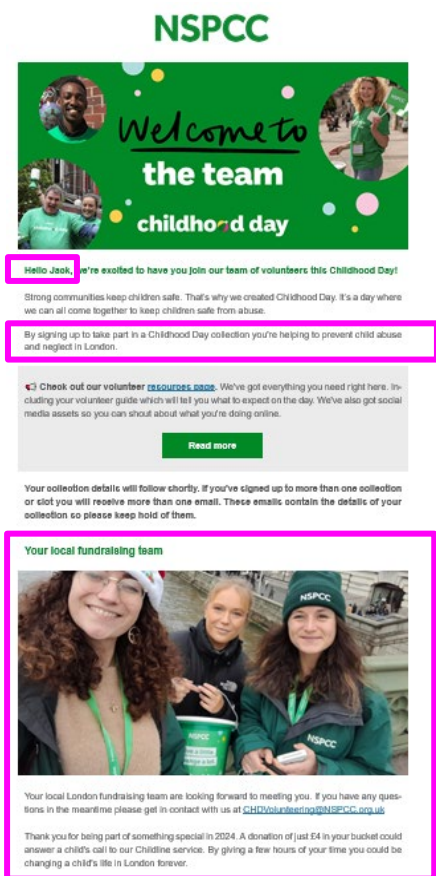 NSPCC
Welcome to
the team
childhood day
Hello Jack, we're excited to have you join our team of volunteers this Childhood Day!
Strong communities keep children safe. That's why we created Childhood Day. It's a day where
we can all come together to keep children safe from abuse.
By signing up to take part in a Childhood Day collection you're helping to prevent child abuse
and neglect in London.
Check out our volunteer resources page. We've got everything you need right here. In-
cluding your volunteer guide which will tell you what to expect on the day. We've also got social
media assets so you can shout about what you're doing online.
Read more
Your collection details will follow shortly. If you've signed up to more than one collection
or slot you will receive more than one email. These emails contain the details of your
collection so please keep hold of them.
Your local fundraising team
NSPCC
NSPCC
NSPCC
Your local London fundraising team are looking forward to meeting you. If you have any ques-
tions in the meantime please get in contact with us at CHDVolunteering@NSPCC.org.uk
Thank you for being part of something special in 2024. A donation of just £4 in your bucket could
answer a child's call to our Childline service. By giving a few hours of your time you could be
changing a child's life in London forever.